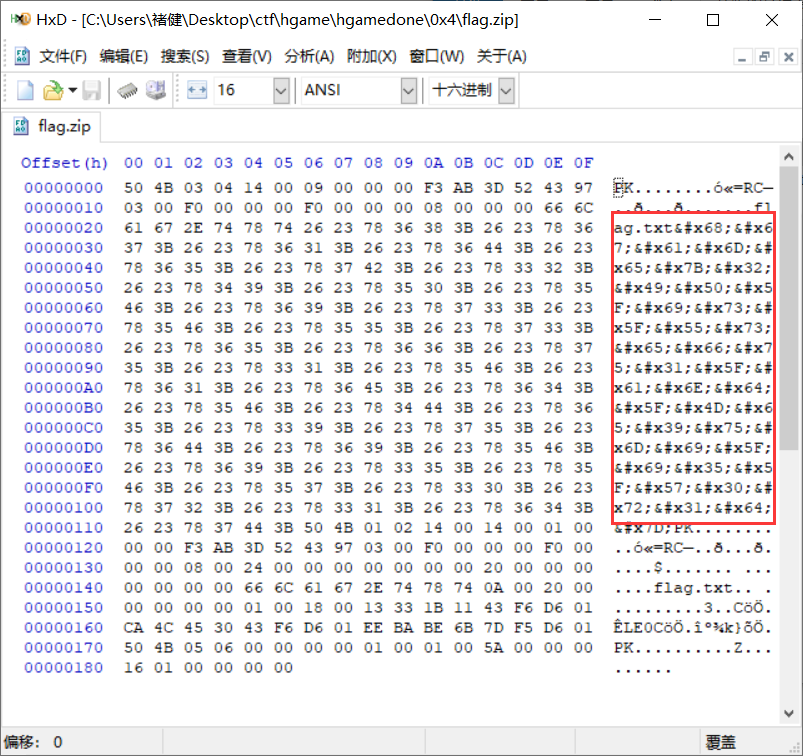 HxD - [C:\Users\褚健\Desktop\ctf\hgame\hgamedone\0x4\flag.zip]
文件(F) 编辑(E) 搜索(S) 查看(V) 分析(A) 附加(X) 窗口(W) 关于(A)
16 ANSI 十六进制
flag.zip
Offset(h) 00 01 02 03 04 05 06 07 08 09 0A 0B 0C 0D 0E 0F
00000000 50 4B 03 04 14 00 09 00 00 00 F3 AB 3D 52 43 97 PK........ó«=RC—
00000010 03 00 F0 00 00 00 F0 00 00 00 08 00 00 00 66 6C ..ð...ð.......fl
00000020 61 67 2E 74 78 74 26 23 78 36 38 3B 26 23 78 36 ag.txt&#x68;&#x6
00000030 37 3B 26 23 78 36 31 3B 26 23 78 36 44 3B 26 23 7;&#x61;&#x6D;&#
00000040 78 36 35 3B 26 23 78 37 42 3B 26 23 78 33 32 3B x65;&#x7B;&#x32;
00000050 26 23 78 34 39 3B 26 23 78 35 30 3B 26 23 78 35 &#x49;&#x50;&#x5
00000060 46 3B 26 23 78 36 39 3B 26 23 78 37 33 3B 26 23 F;&#x69;&#x73;&#
00000070 78 35 46 3B 26 23 78 35 35 3B 26 23 78 37 33 3B x5F;&#x55;&#x73;
00000080 26 23 78 36 35 3B 26 23 78 36 36 3B 26 23 78 37 &#x65;&#x66;&#x7
00000090 35 3B 26 23 78 33 31 3B 26 23 78 35 46 3B 26 23 5;&#x31;&#x5F;&#
000000A0 78 36 31 3B 26 23 78 36 45 3B 26 23 78 36 34 3B x61;&#x6E;&#x64;
000000B0 26 23 78 35 46 3B 26 23 78 34 44 3B 26 23 78 36 &#x5F;&#x4D;&#x6
000000C0 35 3B 26 23 78 33 39 3B 26 23 78 37 35 3B 26 23 5;&#x39;&#x75;&#
000000D0 78 36 44 3B 26 23 78 36 39 3B 26 23 78 35 46 3B x6D;&#x69;&#x5F;
000000E0 26 23 78 36 39 3B 26 23 78 33 35 3B 26 23 78 35 &#x69;&#x35;&#x5
000000F0 46 3B 26 23 78 35 37 3B 26 23 78 33 30 3B 26 23 F;&#x57;&#x30;&#
00000100 78 37 32 3B 26 23 78 33 31 3B 26 23 78 36 34 3B x72;&#x31;&#x64;
00000110 26 23 78 37 44 3B 50 4B 01 02 14 00 14 00 01 00 &#x7D;PK........
00000120 00 00 F3 AB 3D 52 43 97 03 00 F0 00 00 00 F0 00 ..ó«=RC—..ð...ð.
00000130 00 00 08 00 24 00 00 00 00 00 00 00 20 00 00 00 ....$....... ...
00000140 00 00 00 00 66 6C 61 67 2E 74 78 74 0A 00 20 00 ....flag.txt.. .
00000150 00 00 00 00 01 00 18 00 13 33 1B 11 43 F6 D6 01 .........3..CöÖ.
00000160 CA 4C 45 30 43 F6 D6 01 EE BA BE 6B 7D F5 D6 01 ÊLE0CöÖ.îº¾k}õÖ.
00000170 50 4B 05 06 00 00 00 00 01 00 01 00 5A 00 00 00 PK..........Z...
00000180 16 01 00 00 00 00 ......
偏移: 0 覆盖